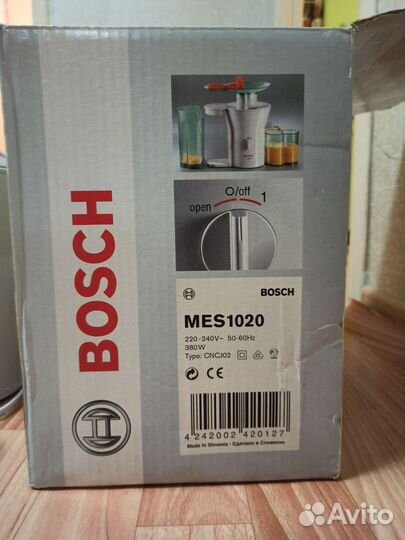 BOSCH
O/off
open
1
BOSCH
MES1020
220-240V~ 50-60Hz
380W
Type: CNCJ02
CE
4 242002 420127
Made in Slovenia - Сделано в Словении
Avito